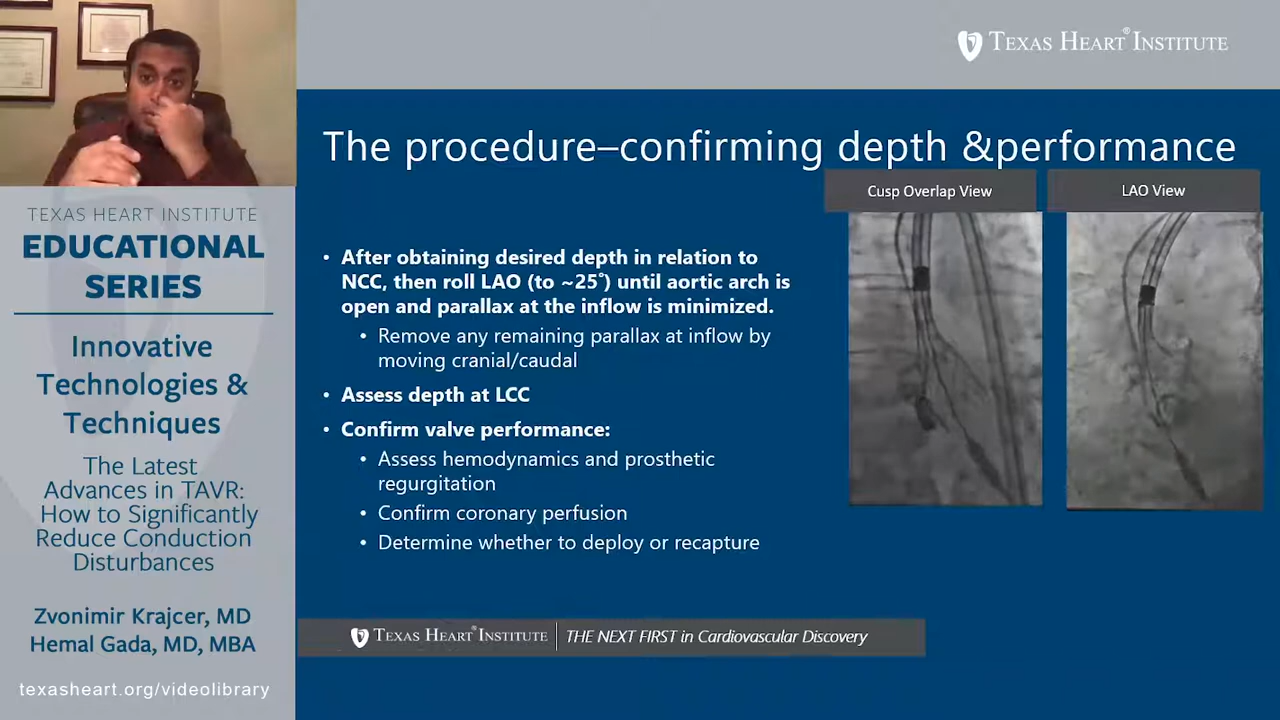 TEXAS HEART® INSTITUTE
The procedure–confirming depth &performance
Cusp Overlap View
LAO View
• After obtaining desired depth in relation to
NCC, then roll LAO (to ~25°) until aortic arch is
open and parallax at the inflow is minimized.
• Remove any remaining parallax at inflow by
moving cranial/caudal
• Assess depth at LCC
• Confirm valve performance:
• Assess hemodynamics and prosthetic
regurgitation
• Confirm coronary perfusion
• Determine whether to deploy or recapture
TEXAS HEART® INSTITUTE
THE NEXT FIRST in Cardiovascular Discovery
TEXAS HEART INSTITUTE
EDUCATIONAL
SERIES
Innovative
Technologies &
Techniques
The Latest
Advances in TAVR:
How to Significantly
Reduce Conduction
Disturbances
Zvonimir Krajcer, MD
Hemal Gada, MD, MBA
texasheart.org/videolibrary